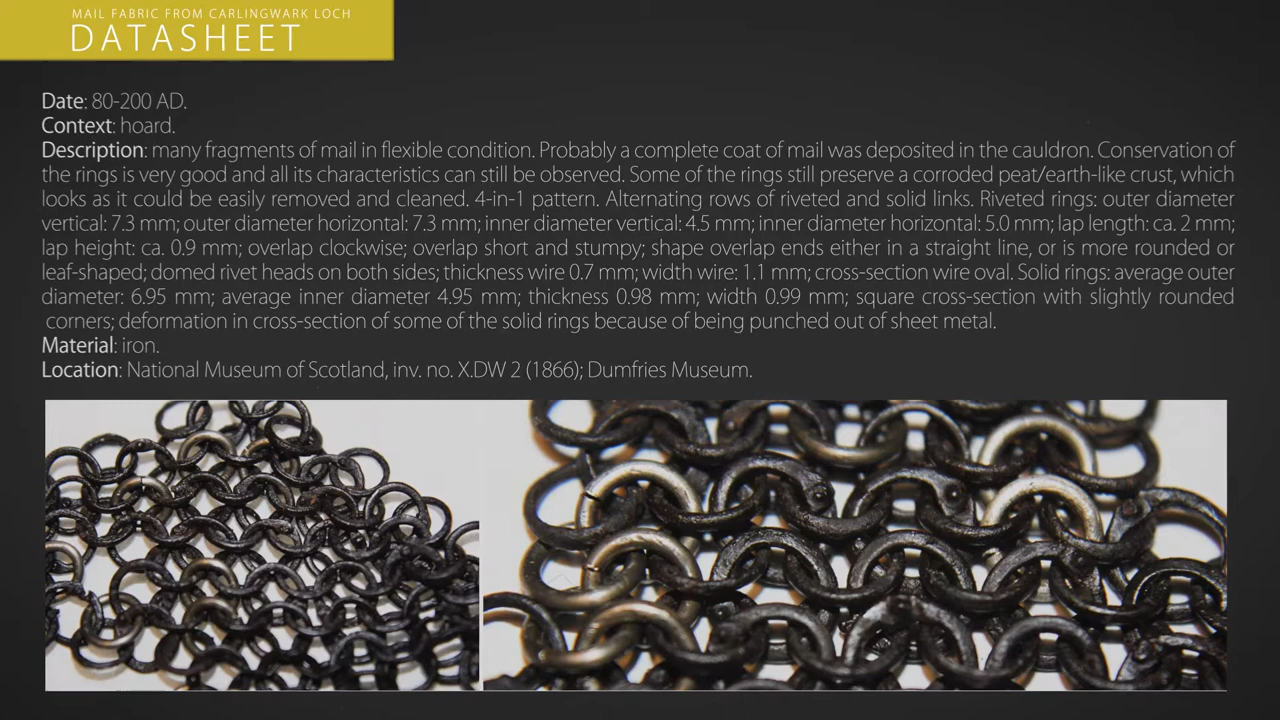 MAIL FABRIC FROM CARLINGWARK LOCH
DATASHEET
Date: 80-200 AD.
Context: hoard.
Description: many fragments of mail in flexible condition. Probably a complete coat of mail was deposited in the cauldron. Conservation of
the rings is very good and all its characteristics can still be observed. Some of the rings still preserve a corroded peat/earth-like crust, which
looks as it could be easily removed and cleaned. 4-in-1 pattern. Alternating rows of riveted and solid links. Riveted rings: outer diameter
vertical: 7.3 mm; outer diameter horizontal: 7.3 mm; inner diameter vertical: 4.5 mm; inner diameter horizontal: 5.0 mm; lap length: ca. 2 mm;
lap height: ca. 0.9 mm; overlap clockwise; overlap short and stumpy; shape overlap ends either in a straight line, or is more rounded or
leaf-shaped; domed rivet heads on both sides; thickness wire 0.7 mm; width wire: 1.1 mm; cross-section wire oval. Solid rings: average outer
diameter: 6.95 mm; average inner diameter 4.95 mm; thickness 0.98 mm; width 0.99 mm; square cross-section with slightly rounded
corners; deformation in cross-section of some of the solid rings because of being punched out of sheet metal.
Material: iron.
Location: National Museum of Scotland, inv. no. X.DW 2 (1866); Dumfries Museum.